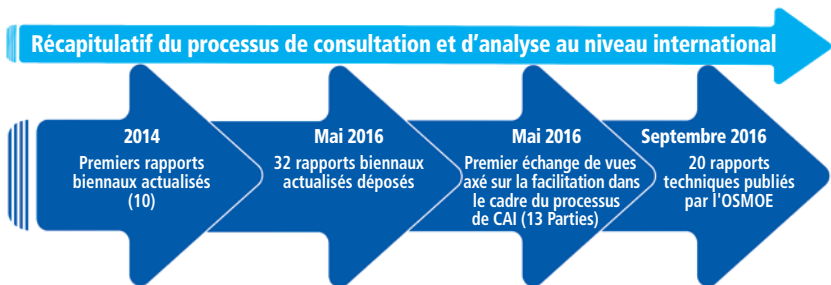 Récapitulatif du processus de consultation et d'analyse au niveau international
2014
Premiers rapports
biennaux actualisés
(10)
Mai 2016
32 rapports biennaux
actualisés déposés
Mai 2016
Premier échange de vues
axé sur la facilitation dans
le cadre du processus
de CAI (13 Parties)
Septembre 2016
20 rapports
techniques publiés
par l'OSMOE